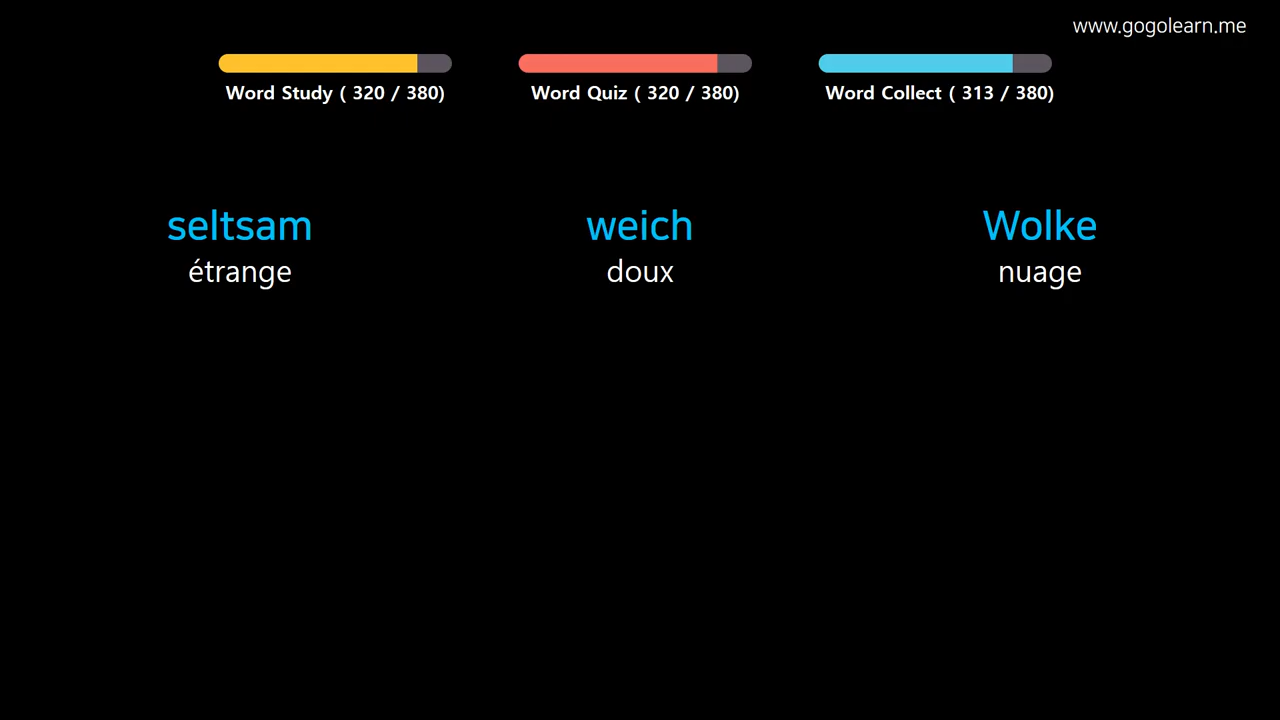 www.gogolearn.me
Word Study ( 320 / 380)
Word Quiz ( 320 / 380)
Word Collect ( 313 / 380)
seltsam
étrange
weich
doux
Wolke
nuage